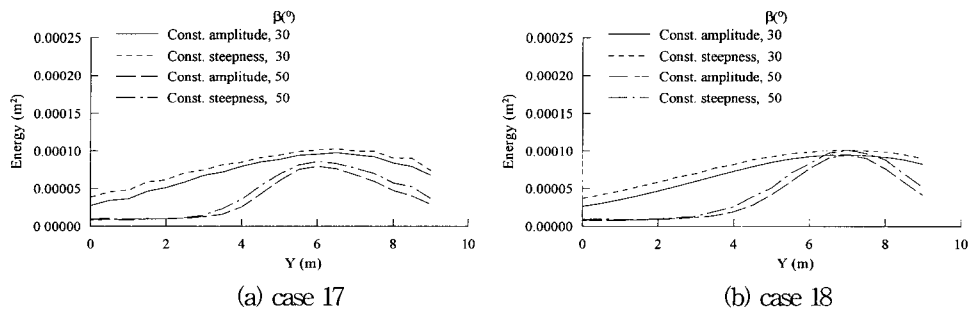 β(º)
Const. amplitude, 30
Const. steepness, 30
Const. amplitude, 50
Const. steepness, 50
0.00025
0.00020
0.00015
0.00010
0.00005
0.00000
Energy (m²)
0 2 4 6 8 10
Y (m)
(a) case 17
β(º)
Const. amplitude, 30
Const. steepness, 30
Const. amplitude, 50
Const. steepness, 50
0.00025
0.00020
0.00015
0.00010
0.00005
0.00000
Energy (m²)
0 2 4 6 8 10
Y (m)
(b) case 18